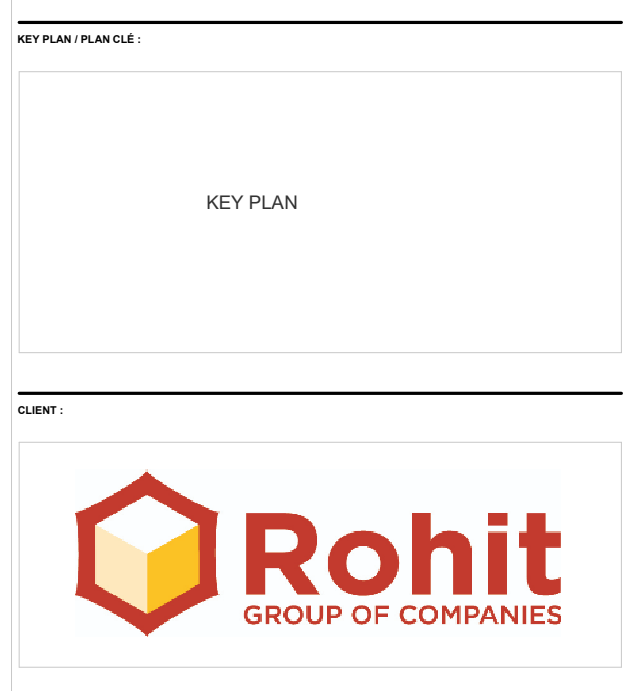 KEY PLAN / PLAN CLÉ :
KEY PLAN
CLIENT :
Rohit
GROUP OF COMPANIES